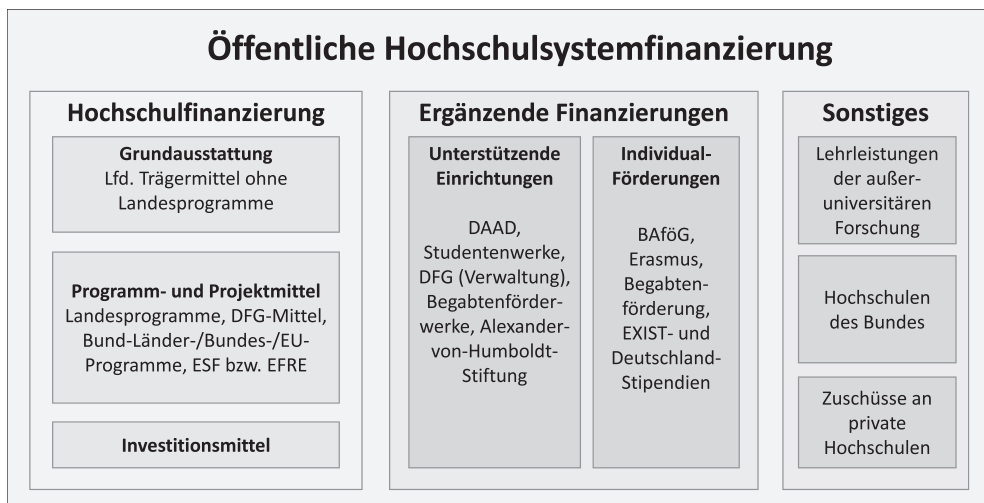 Öffentliche Hochschulsystemfinanzierung
Hochschulfinanzierung
Grundausstattung
Lfd. Trägermittel ohne
Landesprogramme
Programm- und Projektmittel
Landesprogramme, DFG-Mittel,
Bund-Länder-/Bundes-/EU-
Programme, ESF bzw. EFRE
Investitionsmittel
Ergänzende Finanzierungen
Unterstützende
Einrichtungen
DAAD,
Studentenwerke,
DFG (Verwaltung),
Begabtenförder-
werke, Alexander-
von-Humboldt-
Stiftung
Individual-
Förderungen
BAföG,
Erasmus,
Begabten-
förderung,
EXIST- und
Deutschland-
Stipendien
Sonstiges
Lehrleistungen
der außer-
universitären
Forschung
Hochschulen
des Bundes
Zuschüsse an
private
Hochschulen